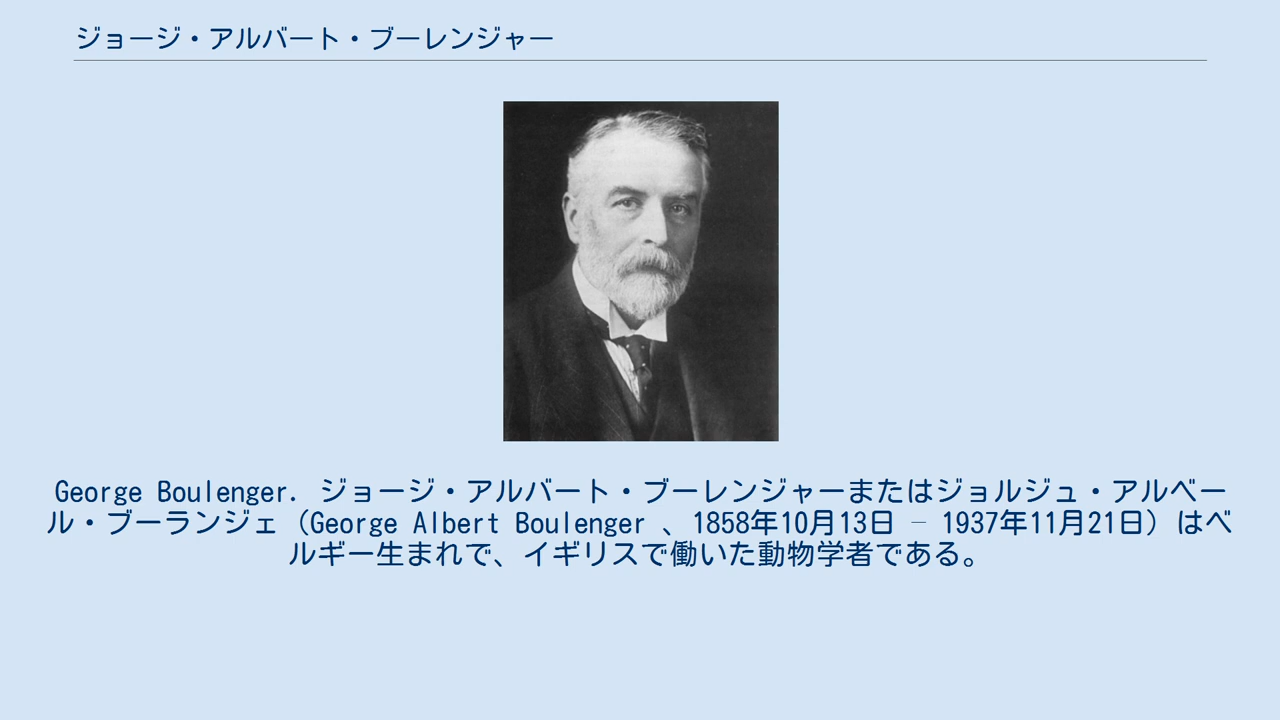 ジョージ・アルバート・ブーレンジャー
George Boulenger. ジョージ・アルバート・ブーレンジャーまたはジョルジュ・アルベー
ル・ブーランジェ（George Albert Boulenger 、1858年10月13日 – 1937年11月21日）はベ
ルギー生まれで、イギリスで働いた動物学者である。